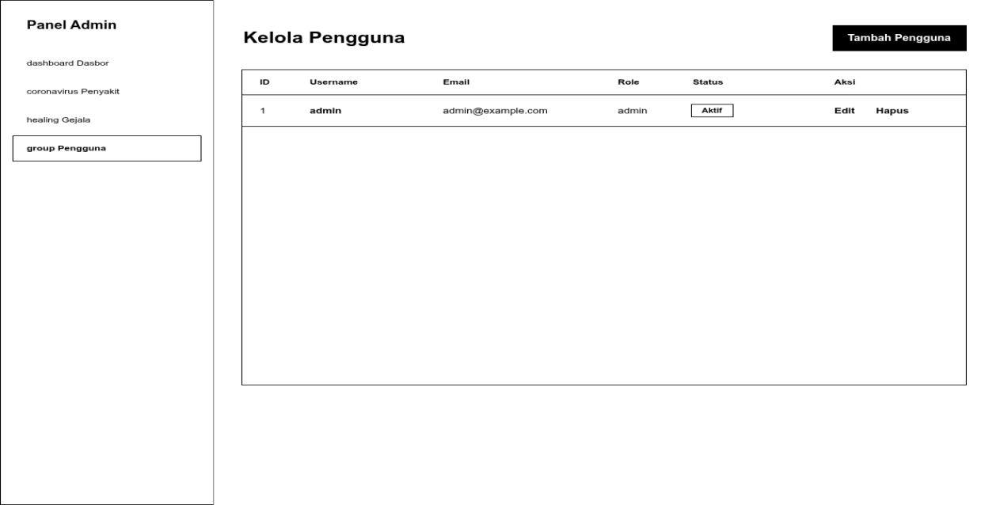 Panel Admin
dashboard Dasbor
coronavirus Penyakit
healing Gejala
group Pengguna
Kelola Pengguna
Tambah Pengguna
ID Username Email Role Status Aksi
1 admin admin@example.com admin Aktif Edit Hapus